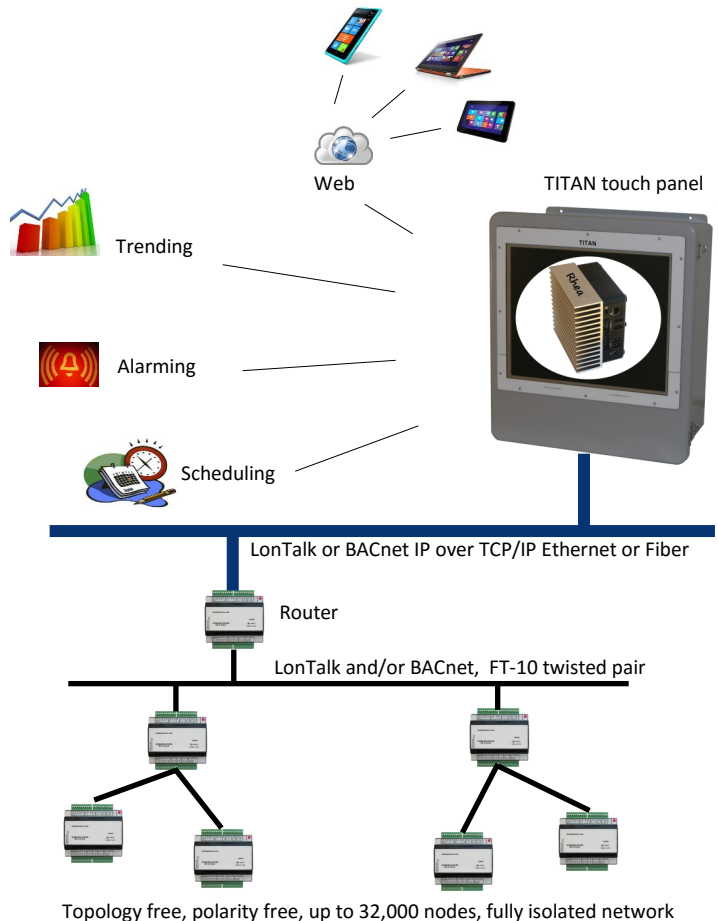 Web
TITAN touch panel
TITAN
Rhea
Trending
Alarming
Scheduling
LonTalk or BACnet IP over TCP/IP Ethernet or Fiber
Router
LonTalk and/or BACnet, FT-10 twisted pair
Topology free, polarity free, up to 32,000 nodes, fully isolated network